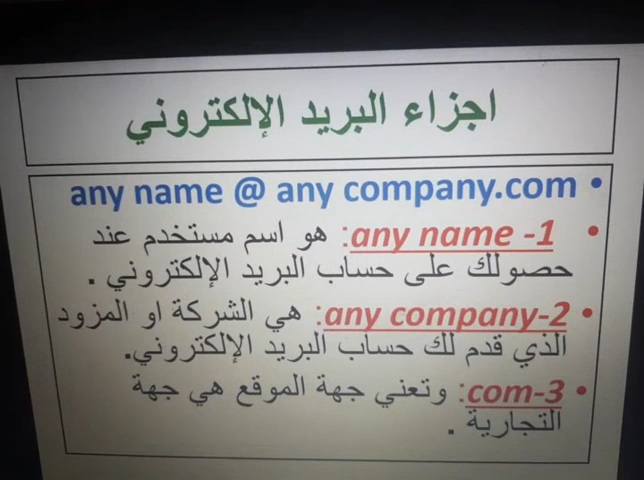 اجزاء البريد الإلكتروني
• any name @ any company.com
• 1- any name: هو اسم مستخدم عند
حصولك على حساب البريد الإلكتروني .
• 2-any company: هي الشركة او المزود
الذي قدم لك حساب البريد الإلكتروني.
• 3-com: وتعني جهة الموقع هي جهة
التجارية .